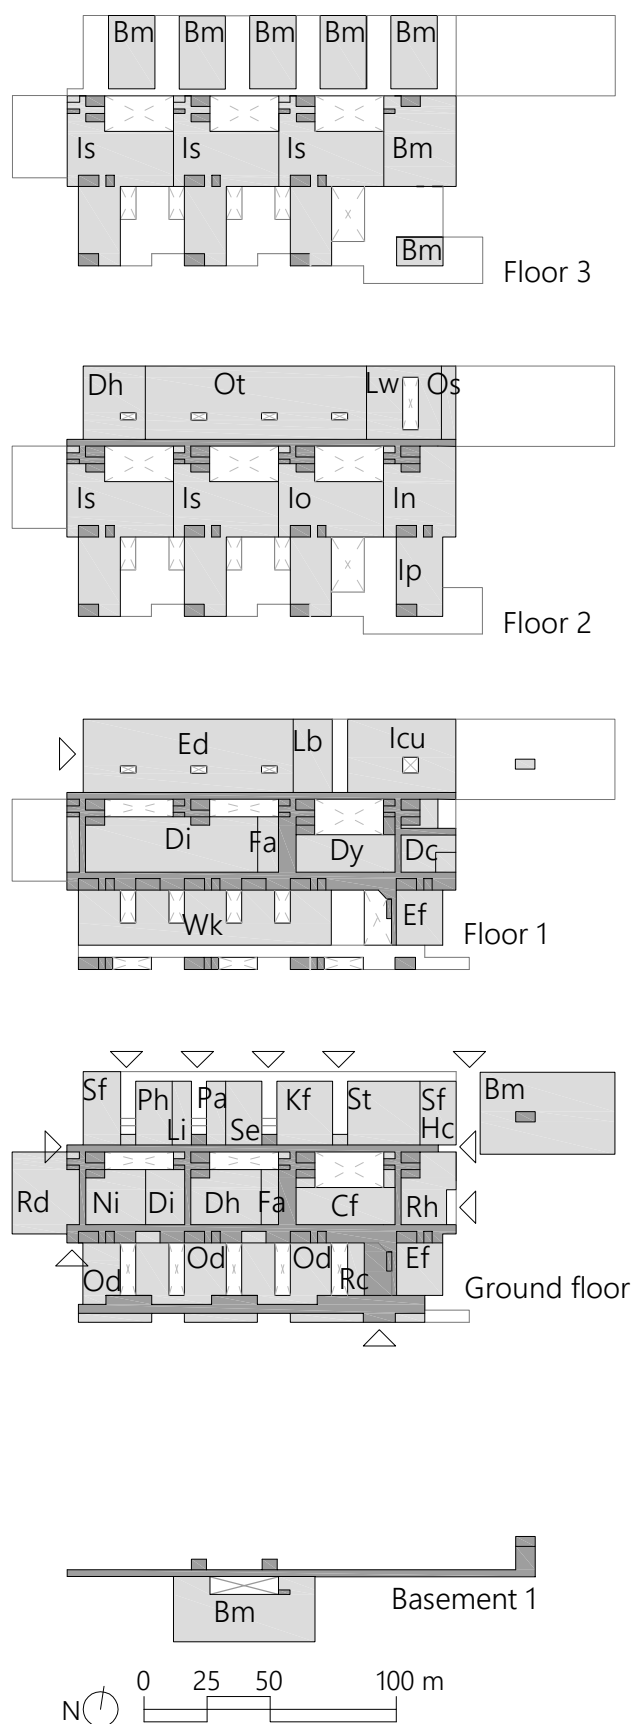 Bm Bm Bm Bm Bm
Is Is Is Bm
Bm
Floor 3
Dh Ot Lw Os
Is Is Io In
Ip
Floor 2
Ed Lb Icu
Di Fa Dy Dc
Wk Ef
Floor 1
Sf Ph Pa Kf St Sf Bm
Li Se Hc
Rd Ni Di Dh Fa Cf Rh
Od Od Od Rc Ef
Ground floor
Basement 1
Bm
0 25 50 100 m
N